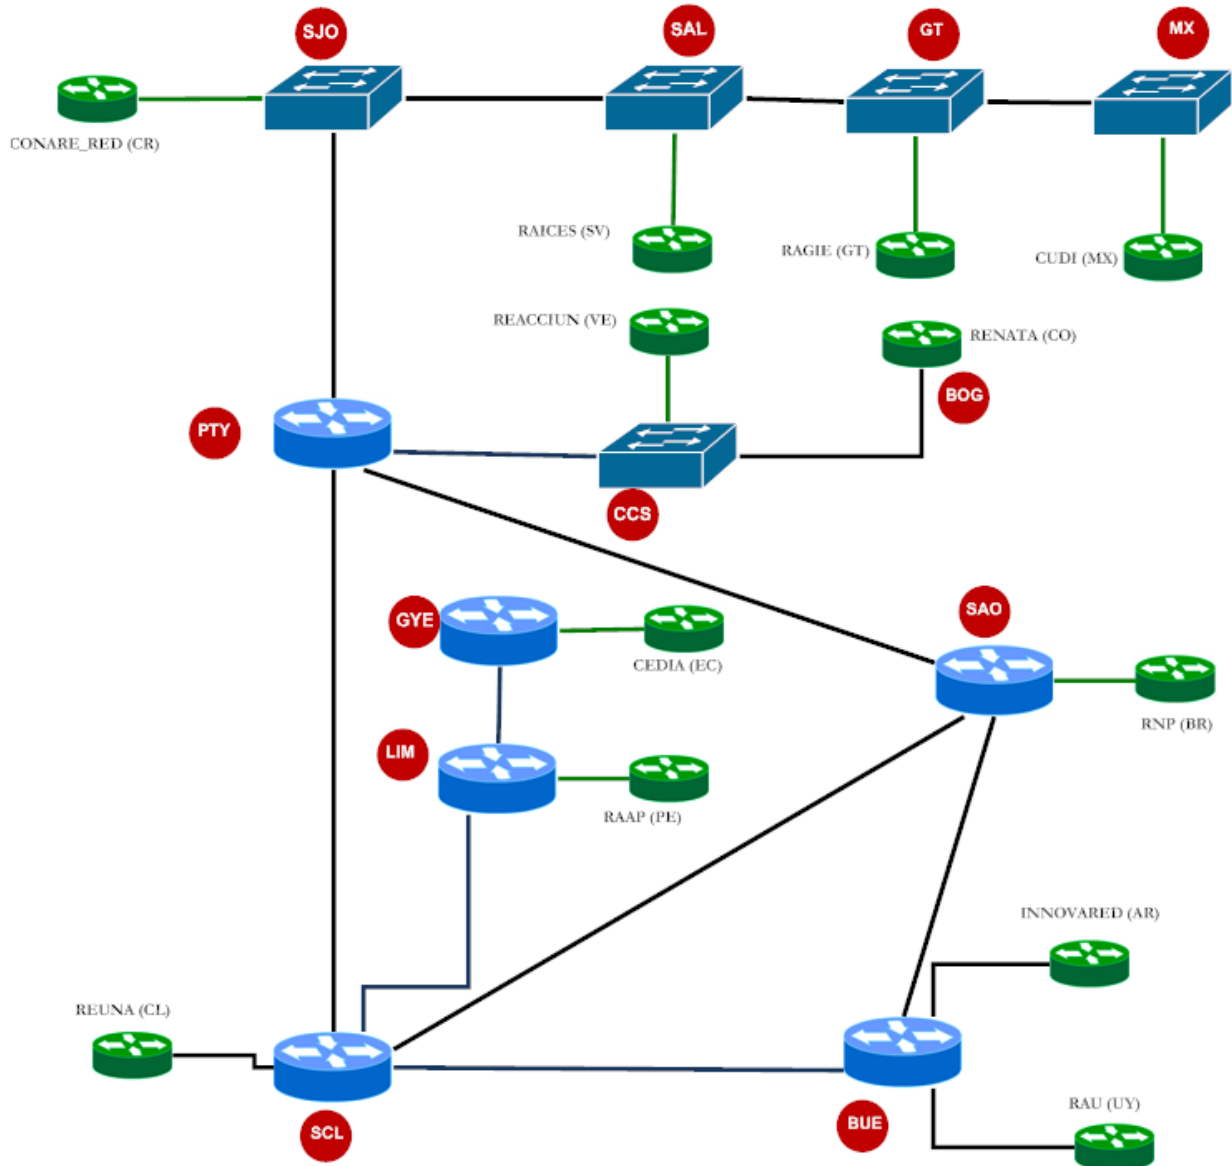 SJO
SAL
GT
MX
CONARE_RED (CR)
RAICES (SV)
RAGIE (GT)
CUDI (MX)
REACCIUN (VE)
RENATA (CO)
BOG
PTY
CCS
GYE
SAO
CEDIA (EC)
RNP (BR)
LIM
RAAP (PE)
INNOVARED (AR)
REUNA (CL)
RAU (UY)
BUE
SCL